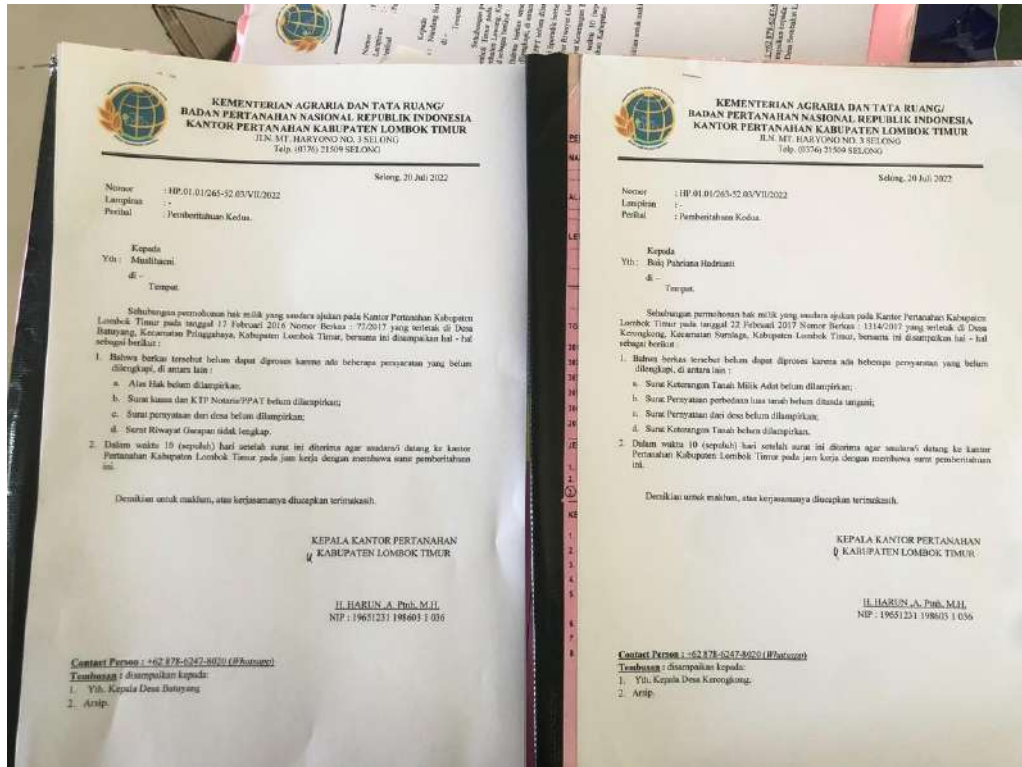 KEMENTERIAN AGRARIA DAN TATA RUANG/
BADAN PERTANAHAN NASIONAL REPUBLIK INDONESIA
KANTOR PERTANAHAN KABUPATEN LOMBOK TIMUR
JLN. MT. HARYONO NO. 3 SELONG
Telp. (0376) 21509 SELONG
Selong, 20 Juli 2022
Nomor : HP.01.01/265-52.03/VII/2022
Lampiran : -
Perihal : Pemberitahuan Kedua.
Kepada
Yth : Muslihaeni.
di –
Tempat.
Sehubungan permohonan hak milik yang saudara ajukan pada Kantor Pertanahan Kabupaten
Lombok Timur pada tanggal 17 Februari 2016 Nomor Berkas : 77/2017 yang terletak di Desa
Batuyang, Kecamatan Pringgabaya, Kabupaten Lombok Timur, bersama ini disampaikan hal - hal
sebagai berikut :
1. Bahwa berkas tersebut belum dapat diproses karena ada beberapa persyaratan yang belum
dilengkapi, di antara lain :
a. Alas Hak belum dilampirkan;
b. Surat kuasa dan KTP Notaris/PPAT belum dilampirkan;
c. Surat pernyataan dari desa belum dilampirkan;
d. Surat Riwayat Garapan tidak lengkap.
2. Dalam waktu 10 (sepuluh) hari setelah surat ini diterima agar saudara/i datang ke kantor
Pertanahan Kabupaten Lombok Timur pada jam kerja dengan membawa surat pemberitahuan
ini.
Demikian untuk maklum, atas kerjasamanya diucapkan terimakasih.
KEPALA KANTOR PERTANAHAN
KABUPATEN LOMBOK TIMUR
H. HARUN ,A. Ptnh, M.H.
NIP : 19651231 198603 1 036
Contact Person : +62 878-6247-8020 (Whatsapp)
Tembusan : disampaikan kepada:
1. Yth. Kepala Desa Batuyang
2. Arsip.
KEMENTERIAN AGRARIA DAN TATA RUANG/
BADAN PERTANAHAN NASIONAL REPUBLIK INDONESIA
KANTOR PERTANAHAN KABUPATEN LOMBOK TIMUR
JLN. MT. HARYONO NO. 3 SELONG
Telp. (0376) 21509 SELONG
Selong, 20 Juli 2022
Nomor : HP.01.01/265-52.03/VII/2022
Lampiran : -
Perihal : Pemberitahuan Kedua.
Kepada
Yth : Baiq Pahriana Hadrianti
di –
Tempat.
Sehubungan permohonan hak milik yang saudara ajukan pada Kantor Pertanahan Kabupaten
Lombok Timur pada tanggal 22 Februari 2017 Nomor Berkas : 1314/2017 yang terletak di Desa
Kerongkong, Kecamatan Suralaga, Kabupaten Lombok Timur, bersama ini disampaikan hal - hal
sebagai berikut :
1. Bahwa berkas tersebut belum dapat diproses karena ada beberapa persyaratan yang belum
dilengkapi, di antara lain :
a. Surat Keterangan Tanah Milik Adat belum dilampirkan;
b. Surat Pernyataan perbedaan luas tanah belum ditanda tangani;
c. Surat Pernyataan dari desa belum dilampirkan;
d. Surat Keterangan Tanah belum dilampirkan.
2. Dalam waktu 10 (sepuluh) hari setelah surat ini diterima agar saudara/i datang ke kantor
Pertanahan Kabupaten Lombok Timur pada jam kerja dengan membawa surat pemberitahuan
ini.
Demikian untuk maklum, atas kerjasamanya diucapkan terimakasih.
KEPALA KANTOR PERTANAHAN
KABUPATEN LOMBOK TIMUR
H. HARUN ,A. Ptnh, M.H.
NIP : 19651231 198603 1 036
Contact Person : +62 878-6247-8020 (Whatsapp)
Tembusan : disampaikan kepada:
1. Yth. Kepala Desa Kerongkong.
2. Arsip.